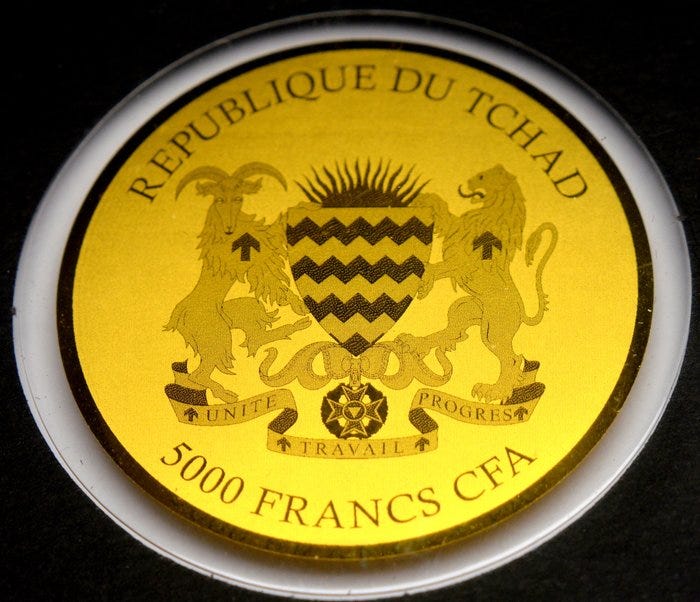 REPUBLIQUE DU TCHAD
UNITE
TRAVAIL
PROGRES
5000 FRANCS CFA